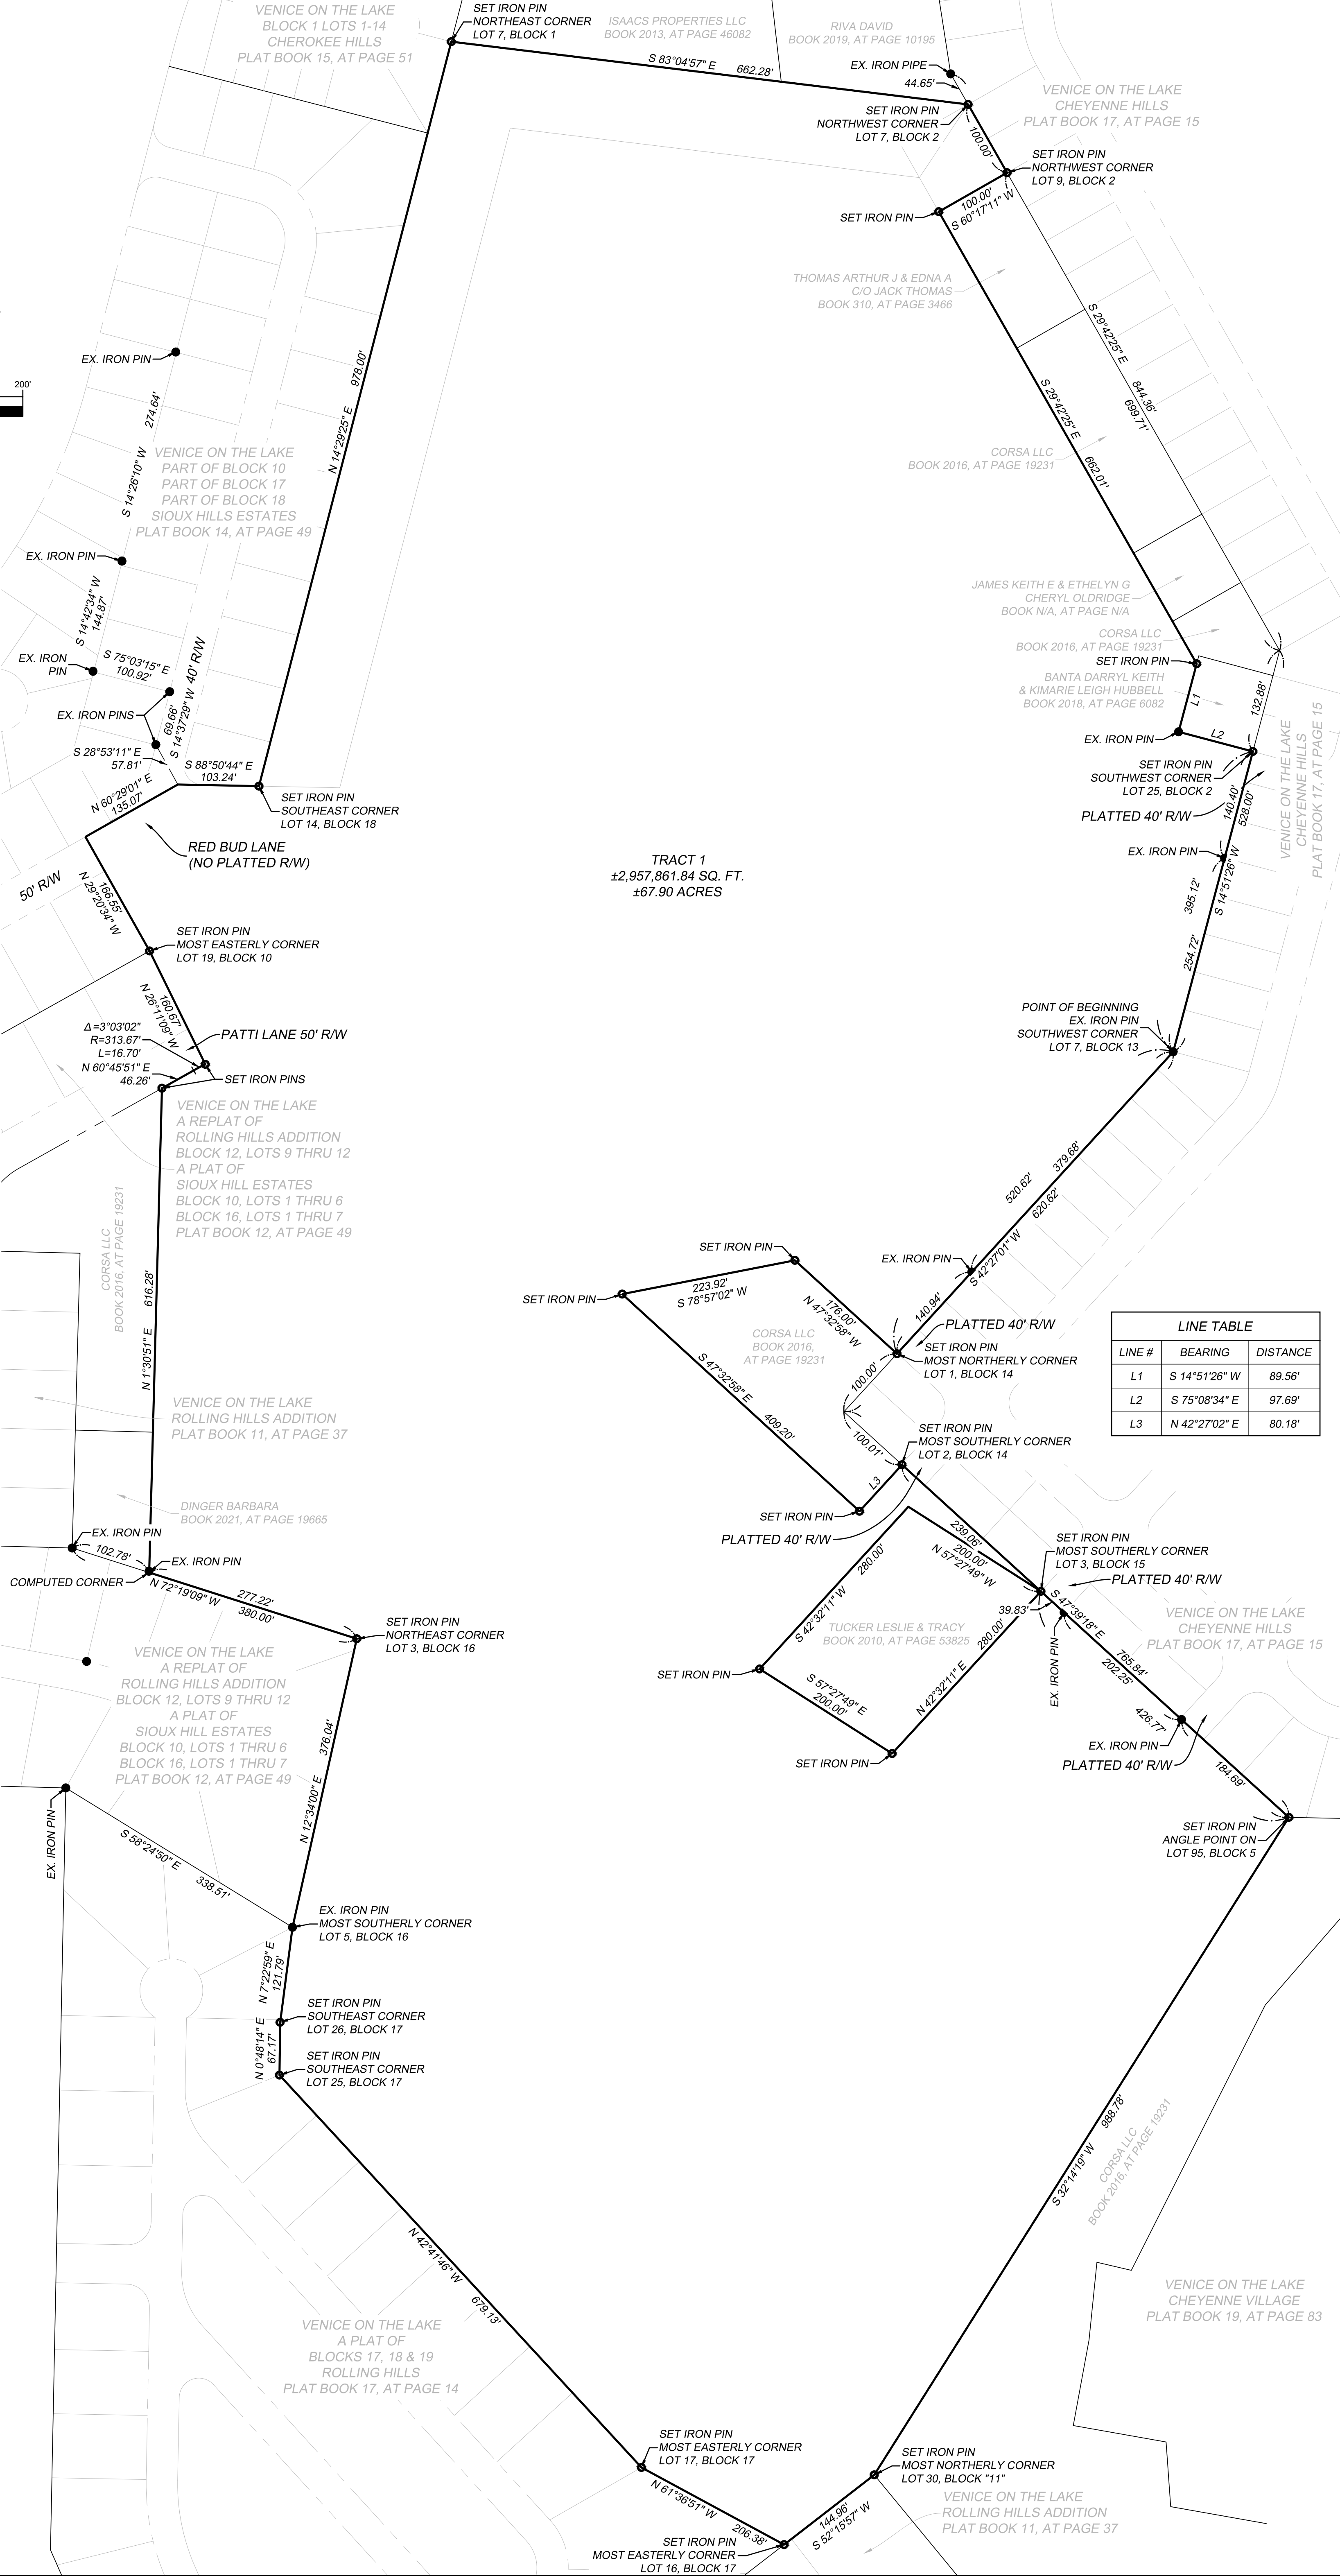 VENICE ON THE LAKE
BLOCK 1 LOTS 1-14
CHEROKEE HILLS
PLAT BOOK 15, AT PAGE 51
SET IRON PIN
NORTHEAST CORNER
LOT 7, BLOCK 1
ISAACS PROPERTIES LLC
BOOK 2013, AT PAGE 46082
RIVA DAVID
BOOK 2019, AT PAGE 10195
S 83°04'57" E 662.28'
EX. IRON PIPE
44.65'
VENICE ON THE LAKE
CHEYENNE HILLS
PLAT BOOK 17, AT PAGE 15
SET IRON PIN
NORTHWEST CORNER
LOT 7, BLOCK 2
100.00'
SET IRON PIN
NORTHWEST CORNER
LOT 9, BLOCK 2
100.00'
S 60°17'11" W
SET IRON PIN
THOMAS ARTHUR J & EDNA A
C/O JACK THOMAS
BOOK 310, AT PAGE 3466
S 29°42'25" E
844.36'
699.71'
EX. IRON PIN
200'
274.64'
S 14°26'10" W
N 14°29'25" E 978.00'
S 29°42'25" E
662.01'
VENICE ON THE LAKE
PART OF BLOCK 10
PART OF BLOCK 17
PART OF BLOCK 18
SIOUX HILLS ESTATES
PLAT BOOK 14, AT PAGE 49
CORSA LLC
BOOK 2016, AT PAGE 19231
EX. IRON PIN
S 14°42'34" W
144.87'
JAMES KEITH E & ETHELYN G
CHERYL OLDRIDGE
BOOK N/A, AT PAGE N/A
CORSA LLC
BOOK 2016, AT PAGE 19231
SET IRON PIN
EX. IRON
PIN
S 75°03'15" E
100.92'
40' R/W
BANTA DARRYL KEITH
& KIMARIE LEIGH HUBBELL
BOOK 2018, AT PAGE 6082
L1
132.88'
EX. IRON PINS
69.66'
S 14°37'29" W
EX. IRON PIN
L2
S 28°53'11" E
57.81'
S 88°50'44" E
103.24'
SET IRON PIN
SOUTHWEST CORNER
LOT 25, BLOCK 2
VENICE ON THE LAKE
CHEYENNE HILLS
PLAT BOOK 17, AT PAGE 15
N 60°29'01" E
135.07'
SET IRON PIN
SOUTHEAST CORNER
LOT 14, BLOCK 18
PLATTED 40' R/W
140.40'
528.00'
RED BUD LANE
(NO PLATTED R/W)
EX. IRON PIN
TRACT 1
±2,957,861.84 SQ. FT.
±67.90 ACRES
50' R/W
166.55'
N 29°20'34" W
395.12'
S 14°51'26" W
SET IRON PIN
MOST EASTERLY CORNER
LOT 19, BLOCK 10
254.72'
160.67'
N 26°11'09" W
POINT OF BEGINNING
EX. IRON PIN
SOUTHWEST CORNER
LOT 7, BLOCK 13
Δ=3°03'02"
R=313.67'
L=16.70'
N 60°45'51" E
46.26'
PATTI LANE 50' R/W
SET IRON PINS
VENICE ON THE LAKE
A REPLAT OF
ROLLING HILLS ADDITION
BLOCK 12, LOTS 9 THRU 12
A PLAT OF
SIOUX HILL ESTATES
BLOCK 10, LOTS 1 THRU 6
BLOCK 16, LOTS 1 THRU 7
PLAT BOOK 12, AT PAGE 49
CORSA LLC
BOOK 2016, AT PAGE 19231
379.68'
520.62'
620.62'
S 42°27'01" W
SET IRON PIN
EX. IRON PIN
N 1°30'51" E 616.28'
SET IRON PIN
223.92'
S 78°57'02" W
176.00'
N 47°32'58" W
140.94'
PLATTED 40' R/W
CORSA LLC
BOOK 2016,
AT PAGE 19231
SET IRON PIN
MOST NORTHERLY CORNER
LOT 1, BLOCK 14
LINE TABLE
LINE # BEARING DISTANCE
L1 S 14°51'26" W 89.56'
L2 S 75°08'34" E 97.69'
L3 N 42°27'02" E 80.18'
S 47°32'58" E
409.20'
100.00'
100.01'
VENICE ON THE LAKE
ROLLING HILLS ADDITION
PLAT BOOK 11, AT PAGE 37
SET IRON PIN
MOST SOUTHERLY CORNER
LOT 2, BLOCK 14
L3
DINGER BARBARA
BOOK 2021, AT PAGE 19665
SET IRON PIN
PLATTED 40' R/W
EX. IRON PIN
102.78'
EX. IRON PIN
COMPUTED CORNER
N 72°19'09" W
277.22'
380.00'
239.06'
200.00'
N 57°27'49" W
280.00'
S 42°32'11" W
SET IRON PIN
MOST SOUTHERLY CORNER
LOT 3, BLOCK 15
PLATTED 40' R/W
39.83'
S 47°39'18" E
765.84'
202.25'
EX. IRON PIN
VENICE ON THE LAKE
CHEYENNE HILLS
PLAT BOOK 17, AT PAGE 15
SET IRON PIN
NORTHEAST CORNER
LOT 3, BLOCK 16
TUCKER LESLIE & TRACY
BOOK 2010, AT PAGE 53825
280.00'
N 42°32'11" E
SET IRON PIN
S 57°27'49" E
200.00'
SET IRON PIN
VENICE ON THE LAKE
A REPLAT OF
ROLLING HILLS ADDITION
BLOCK 12, LOTS 9 THRU 12
A PLAT OF
SIOUX HILL ESTATES
BLOCK 10, LOTS 1 THRU 6
BLOCK 16, LOTS 1 THRU 7
PLAT BOOK 12, AT PAGE 49
426.77'
EX. IRON PIN
PLATTED 40' R/W
184.69'
N 12°34'00" E 376.04'
EX. IRON PIN
S 58°24'50" E 338.51'
SET IRON PIN
ANGLE POINT ON
LOT 95, BLOCK 5
EX. IRON PIN
MOST SOUTHERLY CORNER
LOT 5, BLOCK 16
N 7°22'59" E
121.79'
SET IRON PIN
SOUTHEAST CORNER
LOT 26, BLOCK 17
N 0°48'14" E
67.17'
SET IRON PIN
SOUTHEAST CORNER
LOT 25, BLOCK 17
S 32°14'19" W 988.78'
CORSA LLC
BOOK 2016, AT PAGE 19231
N 42°41'46" W
679.13'
VENICE ON THE LAKE
CHEYENNE VILLAGE
PLAT BOOK 19, AT PAGE 83
VENICE ON THE LAKE
A PLAT OF
BLOCKS 17, 18 & 19
ROLLING HILLS
PLAT BOOK 17, AT PAGE 14
SET IRON PIN
MOST EASTERLY CORNER
LOT 17, BLOCK 17
SET IRON PIN
MOST NORTHERLY CORNER
LOT 30, BLOCK "11"
N 61°36'51" W
206.38'
144.96'
S 52°15'57" W
VENICE ON THE LAKE
ROLLING HILLS ADDITION
PLAT BOOK 11, AT PAGE 37
SET IRON PIN
MOST EASTERLY CORNER
LOT 16, BLOCK 17